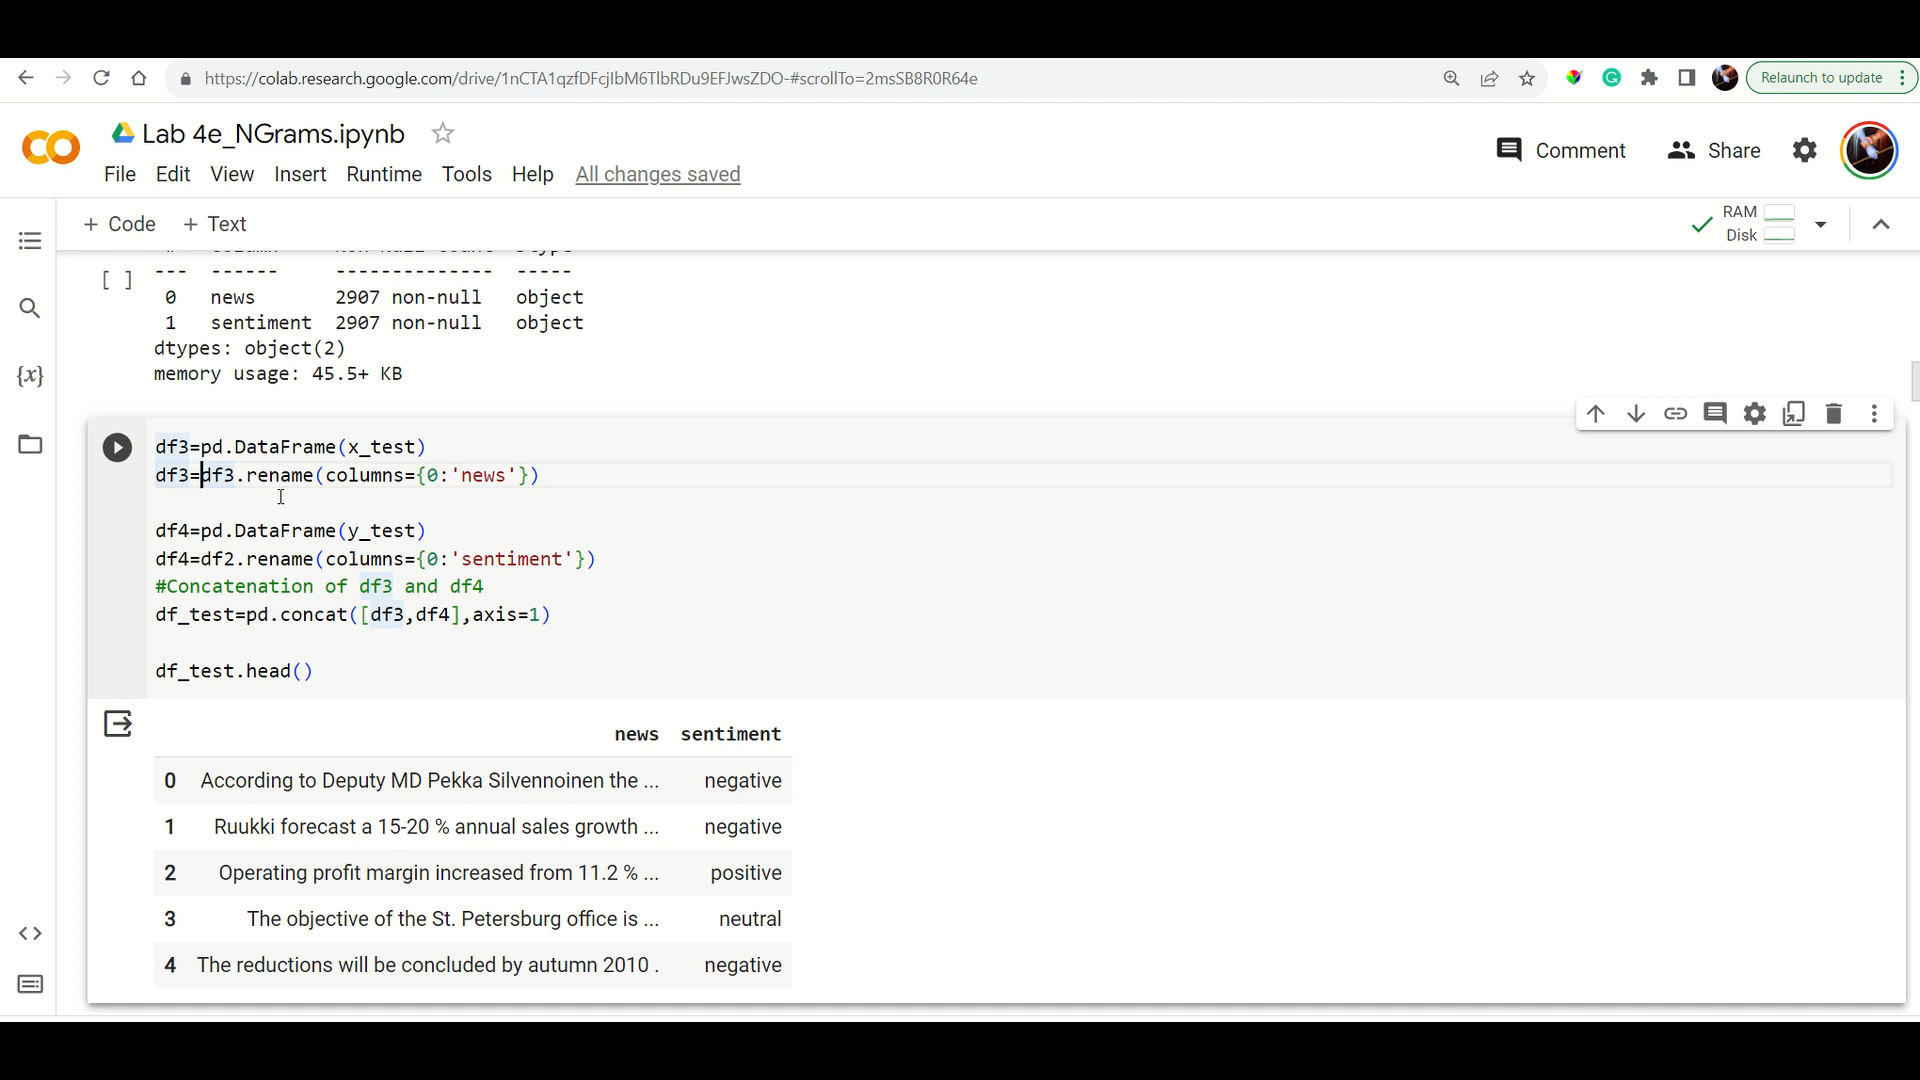 https://colab.research.google.com/drive/1nCTA1qzfDFcjIbM6TlbRDu9EFJwsZDO-#scrollTo=2msSB8R0R64e
Relaunch to update
Lab 4e_NGrams.ipynb
File Edit View Insert Runtime Tools Help All changes saved
Comment Share
+ Code + Text
RAM
Disk
--- ------ -------------- -----
[ ]
0 news 2907 non-null object
1 sentiment 2907 non-null object
dtypes: object(2)
memory usage: 45.5+ KB
{x}
df3=pd.DataFrame(x_test)
df3=df3.rename(columns={0:'news'})
df4=pd.DataFrame(y_test)
df4=df2.rename(columns={0:'sentiment'})
#Concatenation of df3 and df4
df_test=pd.concat([df3,df4],axis=1)
df_test.head()
news sentiment
0 According to Deputy MD Pekka Silvennoinen the ... negative
1 Ruukki forecast a 15-20 % annual sales growth ... negative
2 Operating profit margin increased from 11.2 % ... positive
3 The objective of the St. Petersburg office is ... neutral
4 The reductions will be concluded by autumn 2010 . negative